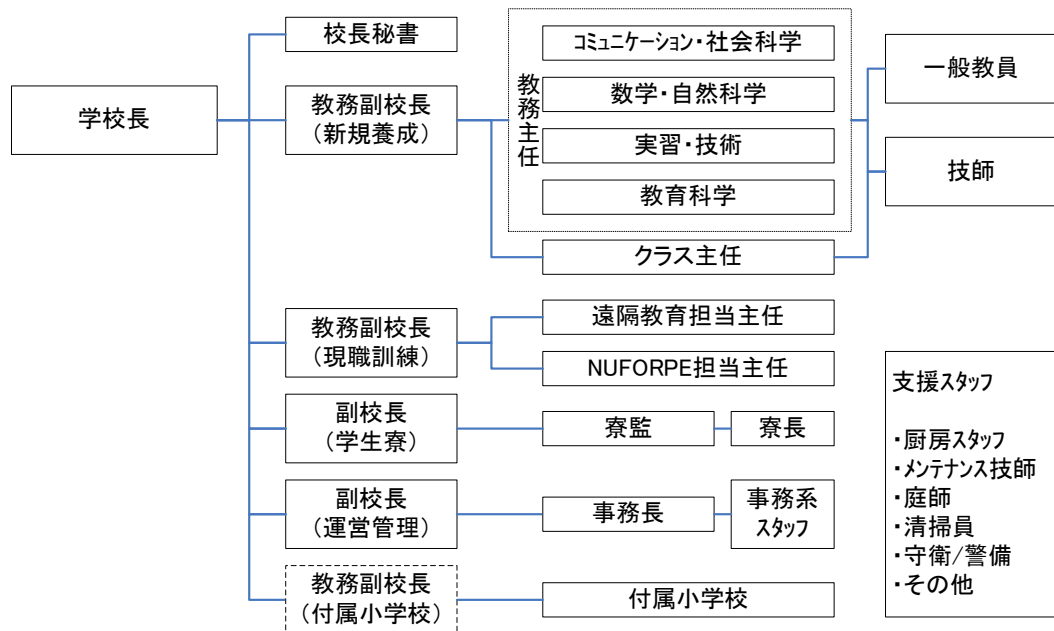 学校長
校長秘書
教務副校長
（新規養成）
教務主任
コミュニケーション・社会科学
数学・自然科学
実習・技術
教育科学
クラス主任
一般教員
技師
教務副校長
（現職訓練）
遠隔教育担当主任
NUFORPE担当主任
副校長
（学生寮）
寮監
寮長
副校長
（運営管理）
事務長
事務系
スタッフ
教務副校長
（付属小学校）
付属小学校
支援スタッフ
・厨房スタッフ
・メンテナンス技師
・庭師
・清掃員
・守衛/警備
・その他